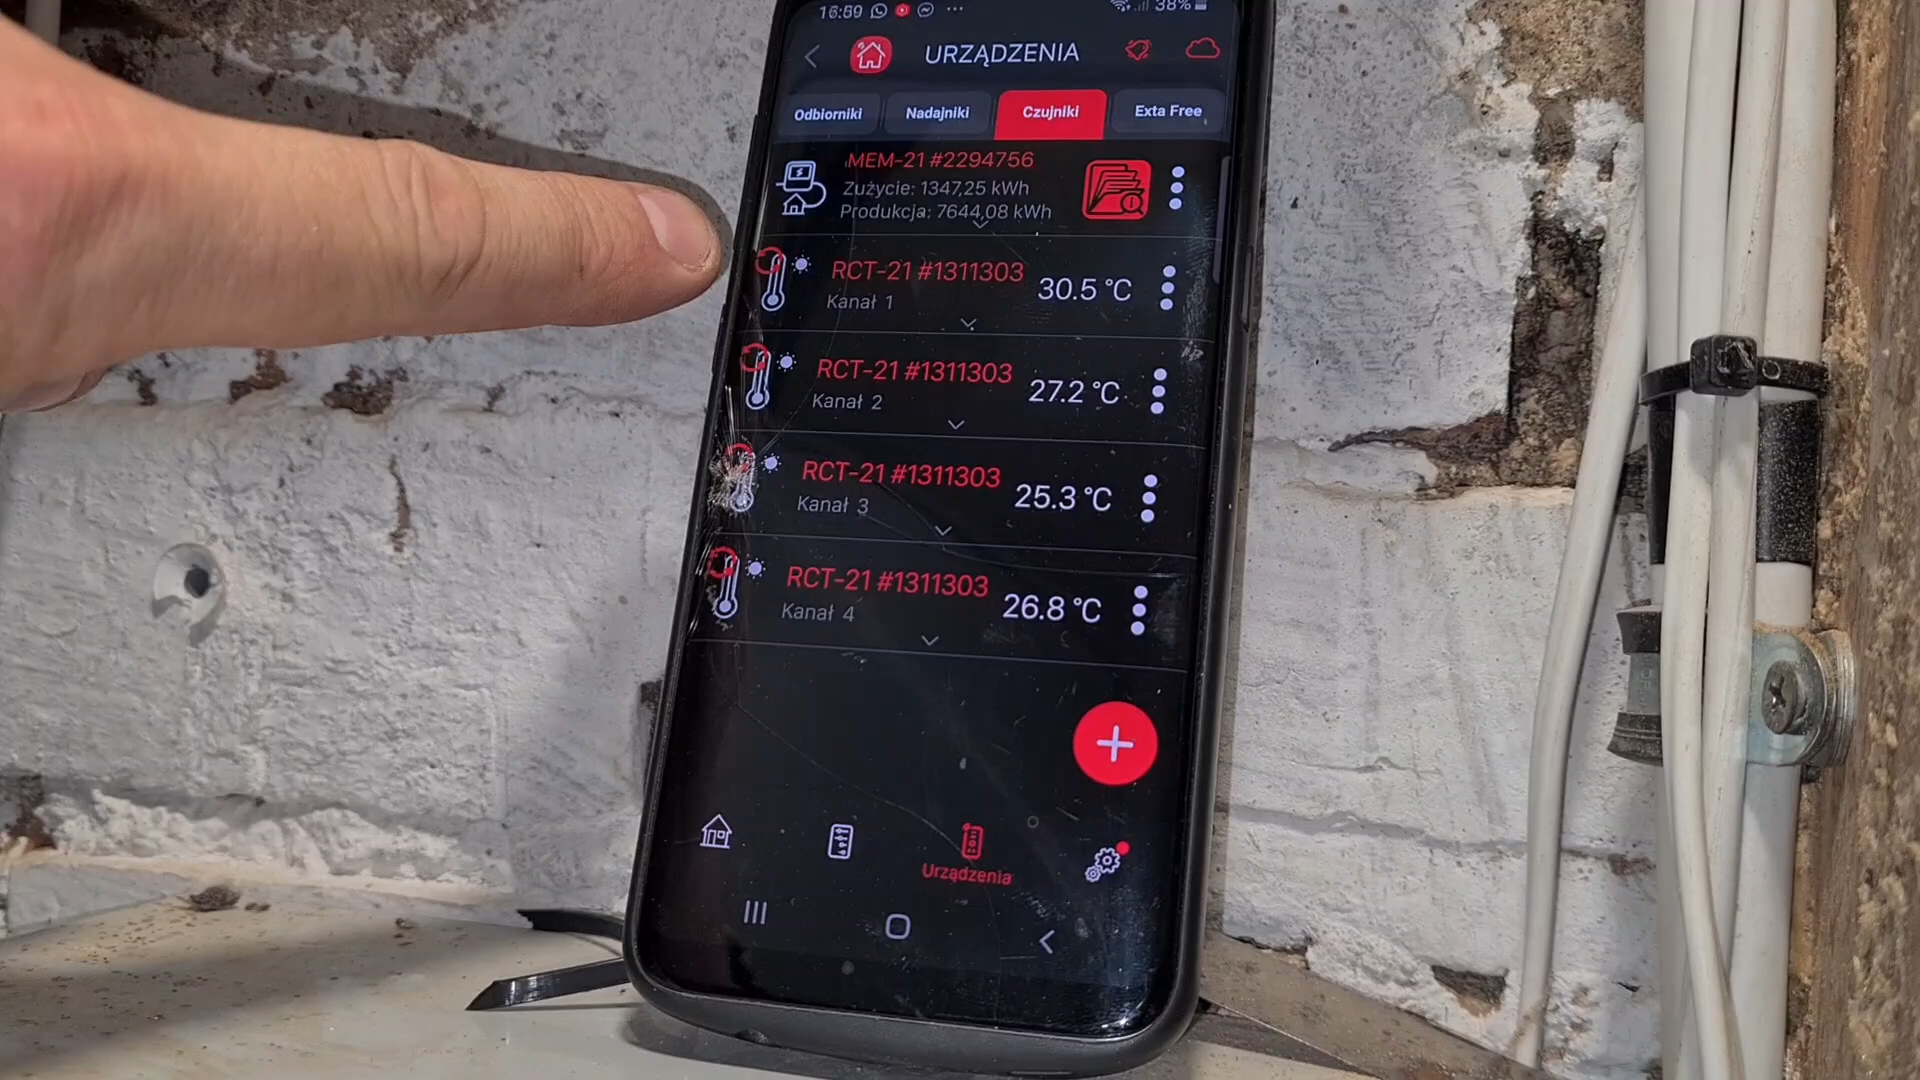 16:59 38%
URZĄDZENIA
Odbiorniki Nadajniki Czujniki Exta Free
MEM-21 #2294756
Zużycie: 1347,25 kWh
Produkcja: 7644,08 kWh
RCT-21 #1311303 30.5 °C
Kanał 1
RCT-21 #1311303 27.2 °C
Kanał 2
RCT-21 #1311303 25.3 °C
Kanał 3
RCT-21 #1311303 26.8 °C
Kanał 4
Urządzenia